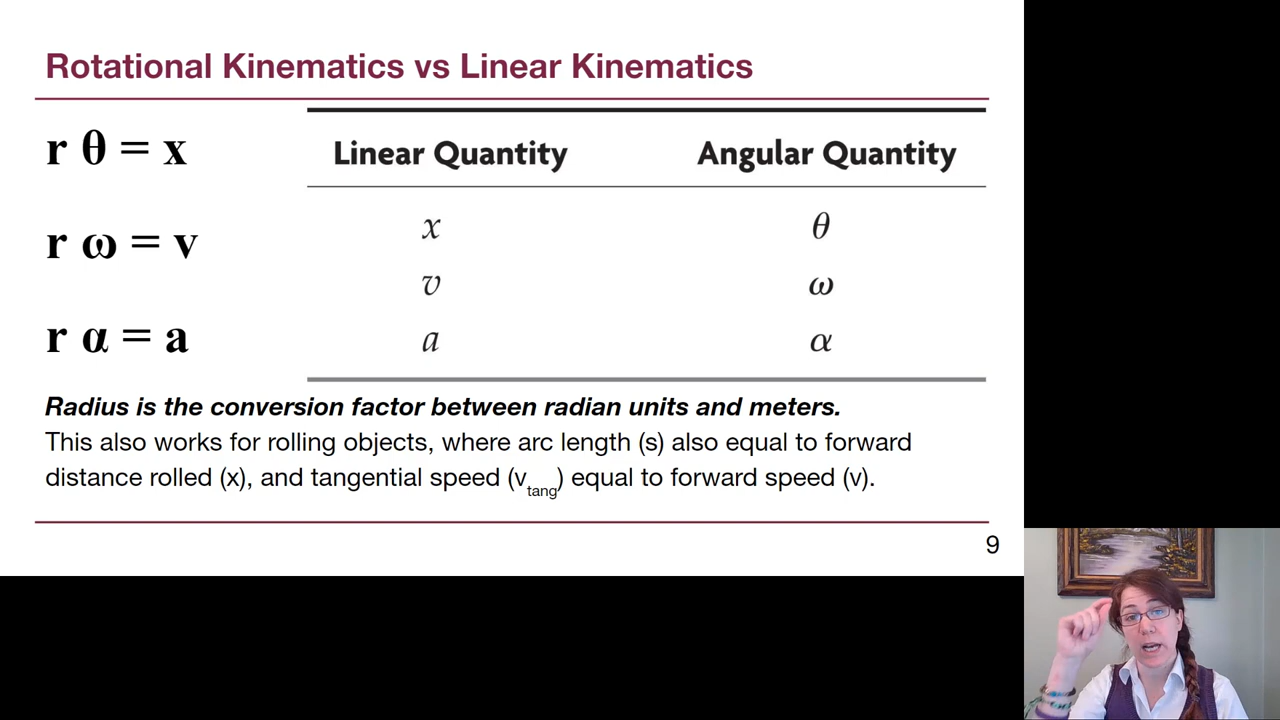 Rotational Kinematics vs Linear Kinematics
r θ = x
r ω = v
r α = a
Linear Quantity Angular Quantity
x θ
v ω
a α
Radius is the conversion factor between radian units and meters.
This also works for rolling objects, where arc length (s) also equal to forward
distance rolled (x), and tangential speed (vtang) equal to forward speed (v).
9